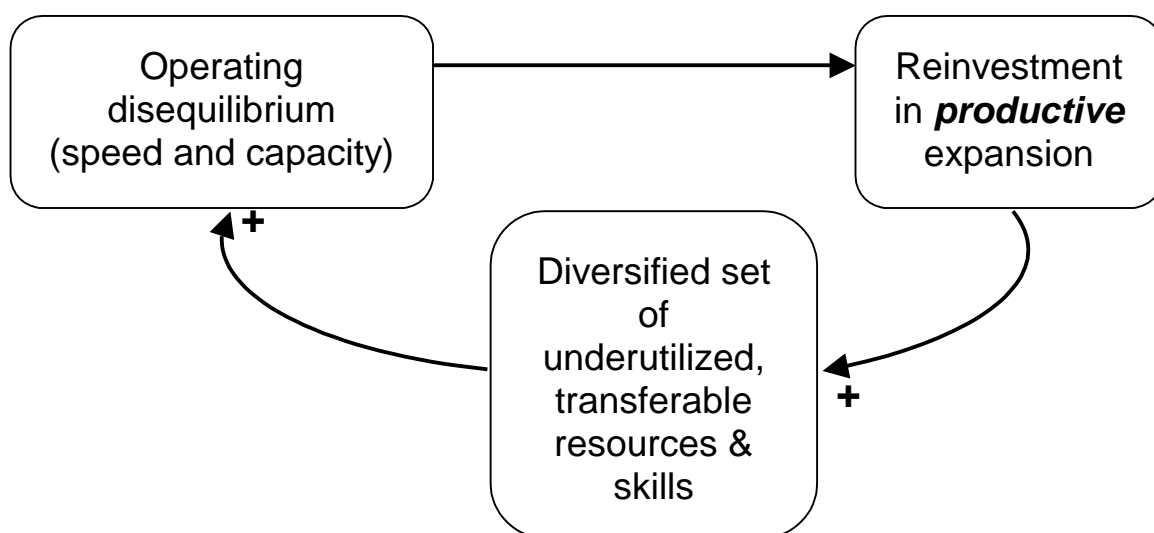 Operating
disequilibrium
(speed and capacity)
Reinvestment
in productive
expansion
+
Diversified set
of
underutilized,
transferable
resources &
skills
+